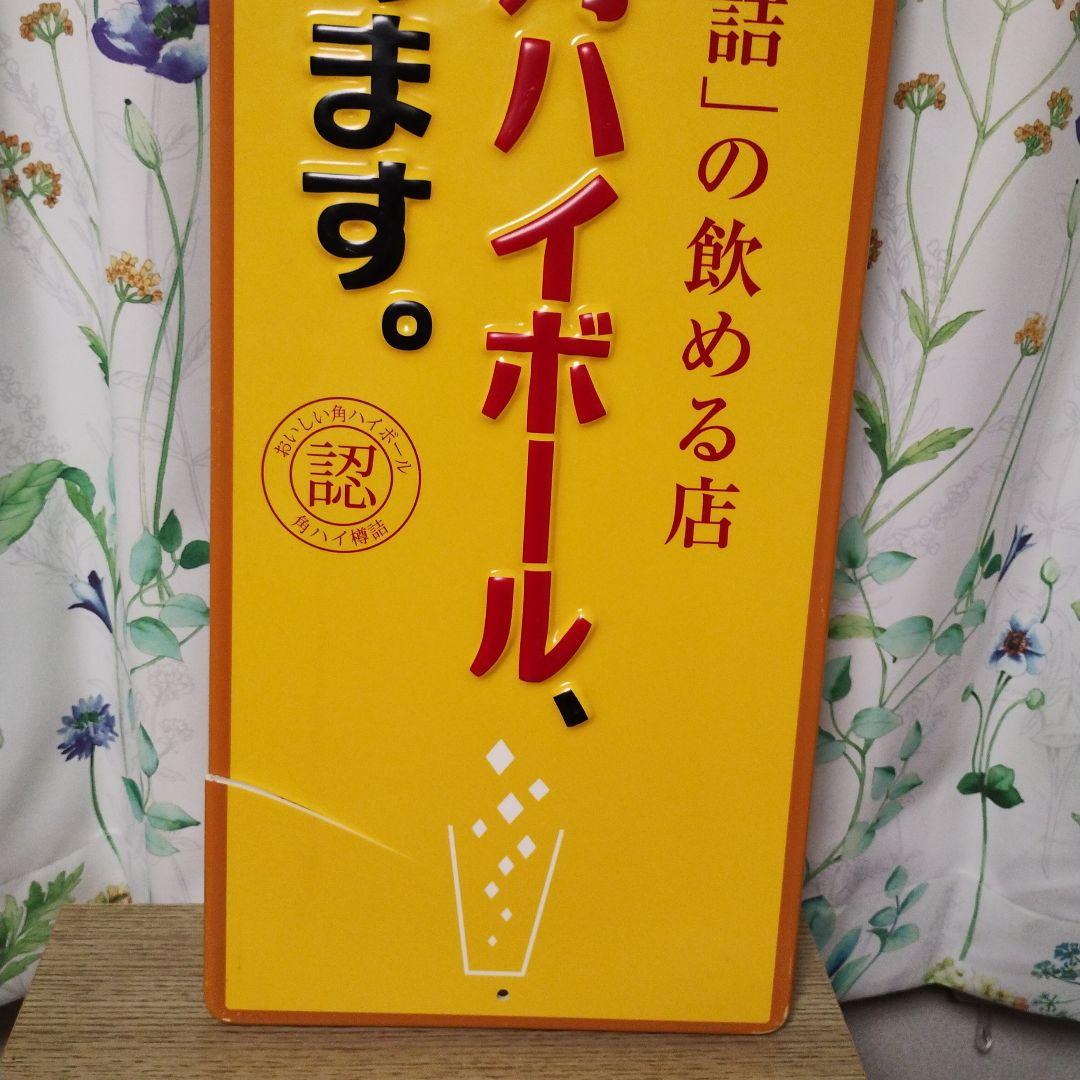 詰」の飲める店
角ハイボール、
ます。
おいしい角ハイボール
認
角ハイ樽詰